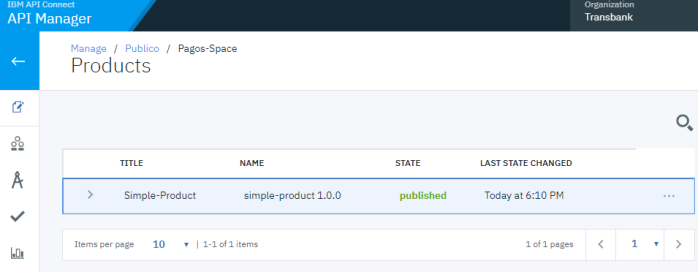 IBM API Connect
API Manager
Organization
Transbank
Manage / Publico / Pagos-Space
Products
TITLE NAME STATE LAST STATE CHANGED
Simple-Product simple-product 1.0.0 published Today at 6:10 PM ...
Items per page 10 | 1-1 of 1 items 1 of 1 pages 1